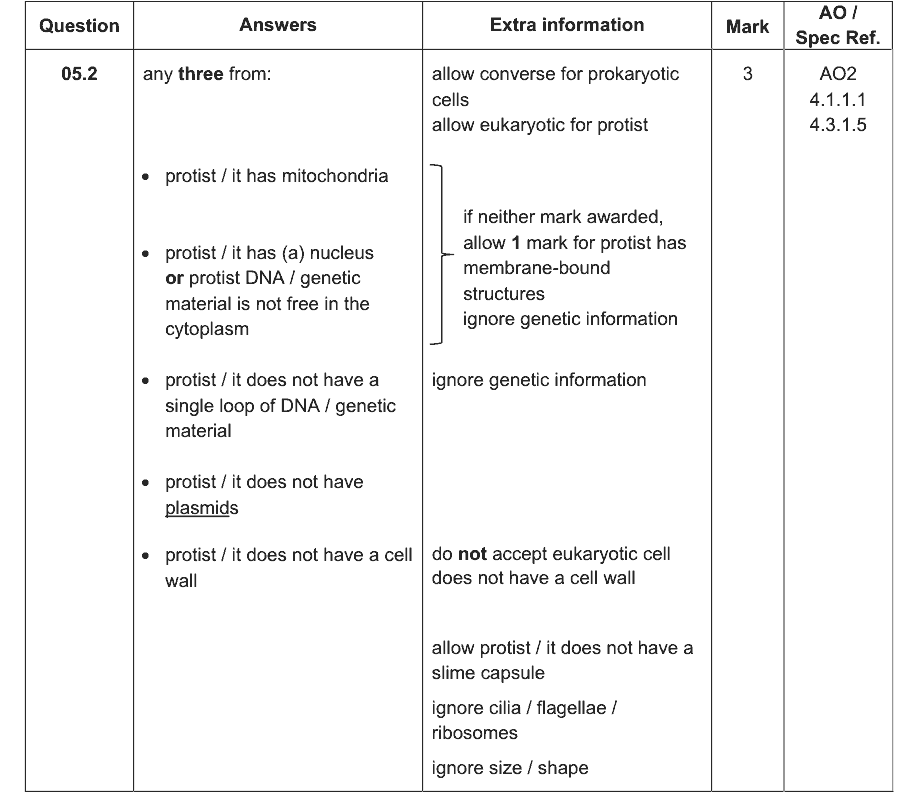 Question Answers Extra information Mark AO /
Spec Ref.
05.2 any three from: allow converse for prokaryotic 3 AO2
cells 4.1.1.1
allow eukaryotic for protist 4.3.1.5
• protist / it has mitochondria
if neither mark awarded,
allow 1 mark for protist has
membrane-bound
structures
ignore genetic information
• protist / it has (a) nucleus
or protist DNA / genetic
material is not free in the
cytoplasm
• protist / it does not have a ignore genetic information
single loop of DNA / genetic
material
• protist / it does not have
plasmids
• protist / it does not have a cell do not accept eukaryotic cell
wall does not have a cell wall
allow protist / it does not have a
slime capsule
ignore cilia / flagellae /
ribosomes
ignore size / shape